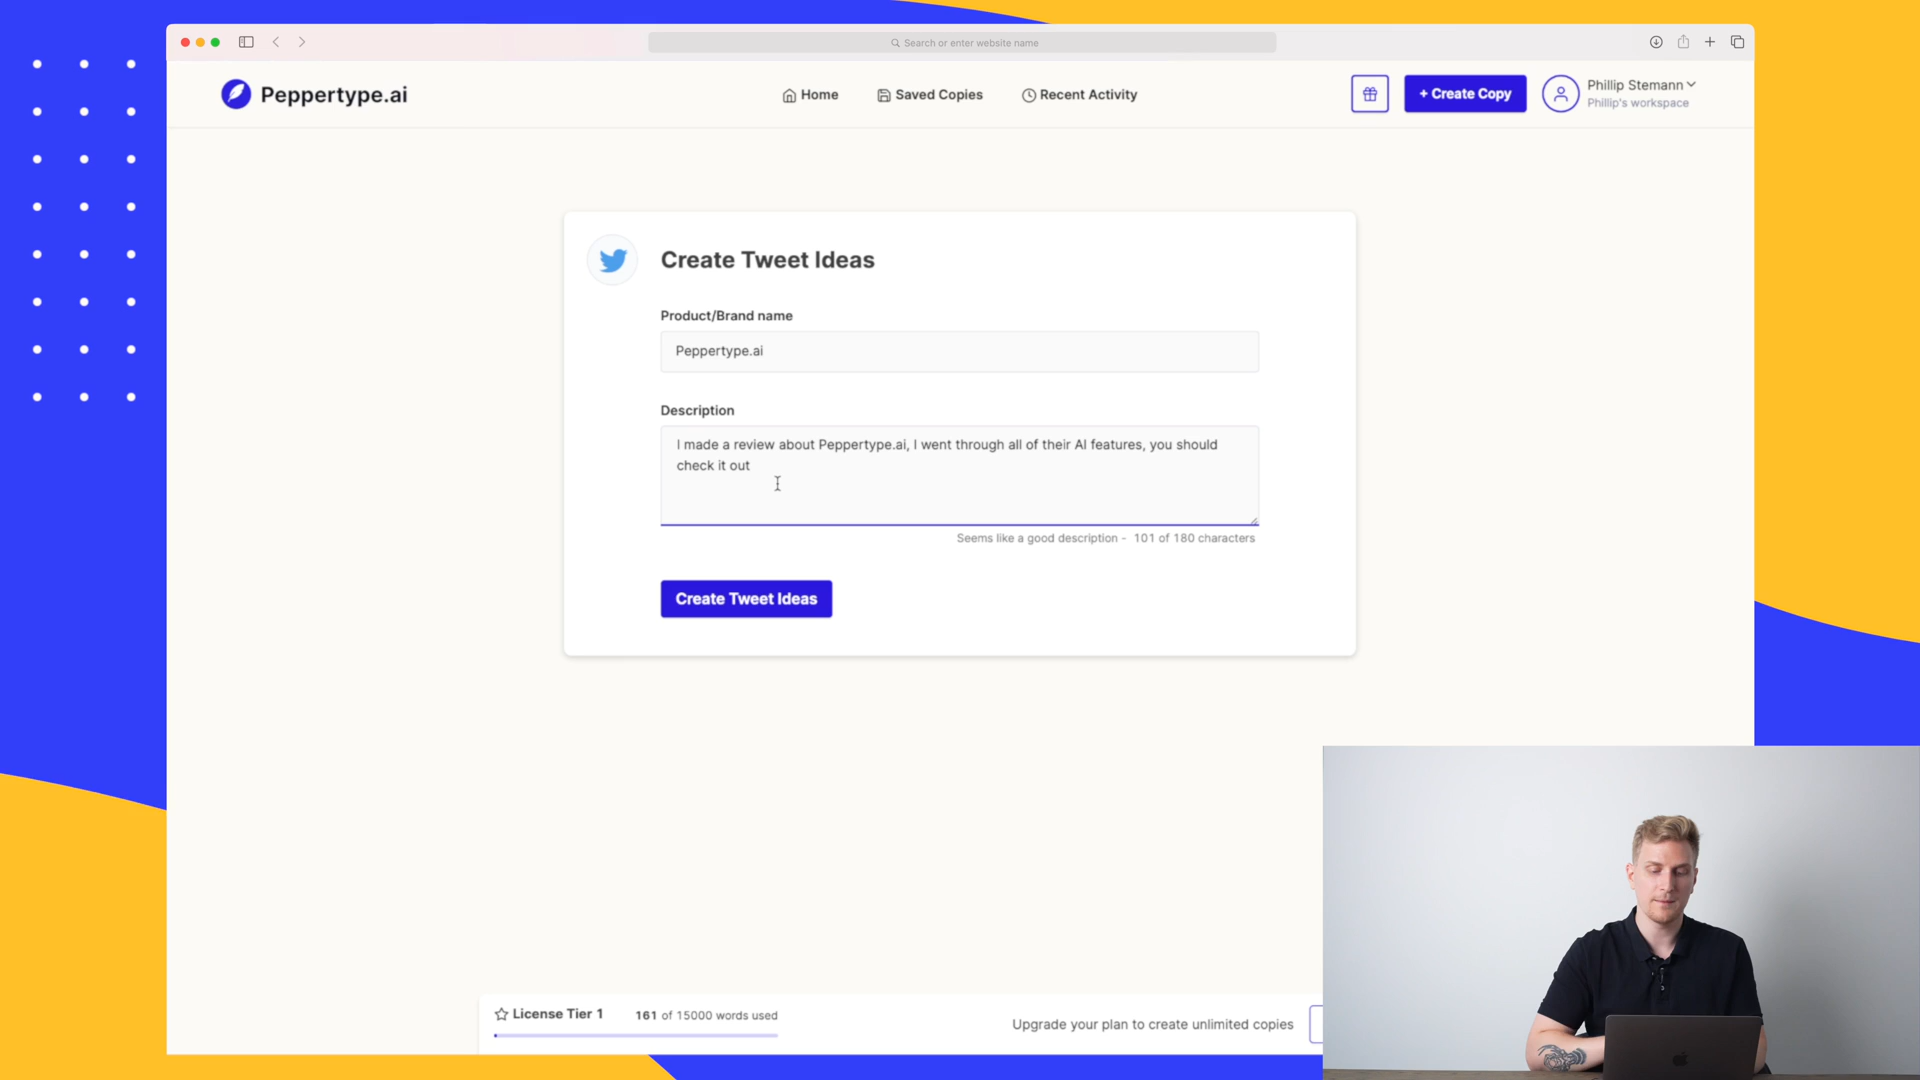 Search or enter website name
Peppertype.ai
Home
Saved Copies
Recent Activity
+ Create Copy
Phillip Stemann
Phillip's workspace
Create Tweet Ideas
Product/Brand name
Peppertype.ai
Description
I made a review about Peppertype.ai, I went through all of their AI features, you should
check it out
Seems like a good description - 101 of 180 characters
Create Tweet Ideas
License Tier 1
161 of 15000 words used
Upgrade your plan to create unlimited copies